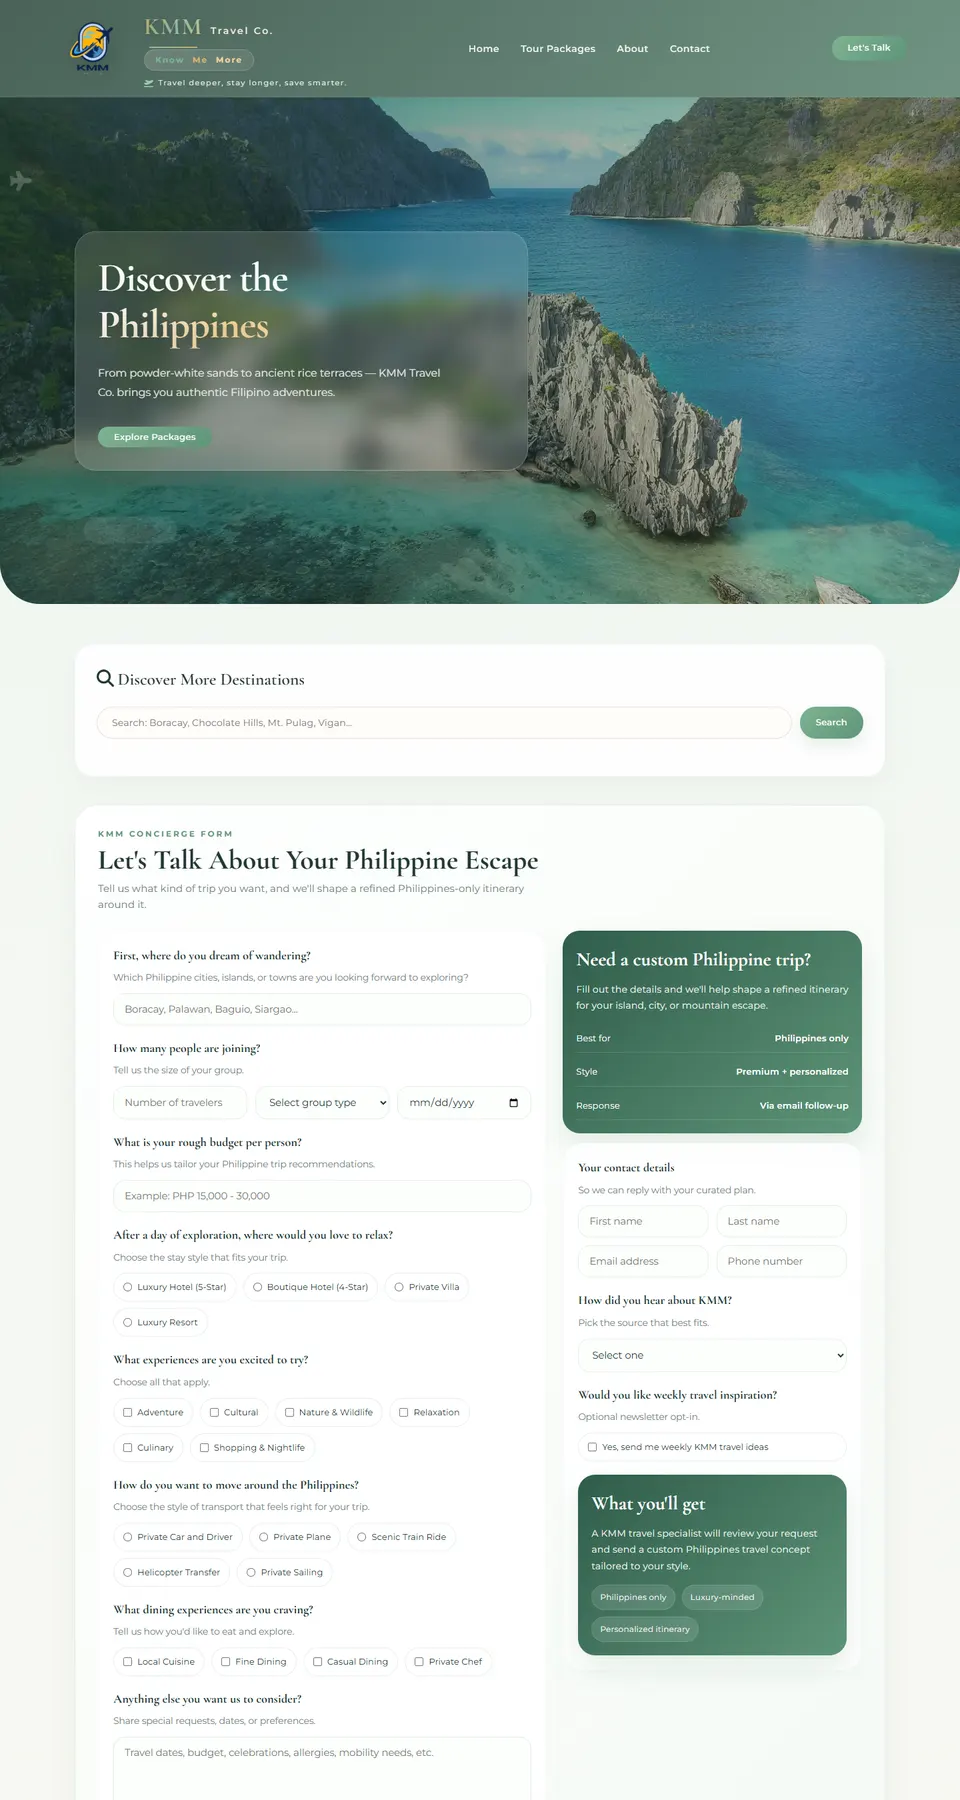 KMM Travel Co.
KMM
Know Me More
Travel deeper, stay longer, save smarter.
Home
Tour Packages
About
Contact
Let's Talk
Discover the
Philippines
From powder-white sands to ancient rice terraces — KMM Travel
Co. brings you authentic Filipino adventures.
Explore Packages
Discover More Destinations
Search: Boracay, Chocolate Hills, Mt. Pulag, Vigan...
Search
KMM CONCIERGE FORM
Let's Talk About Your Philippine Escape
Tell us what kind of trip you want, and we'll shape a refined Philippines-only itinerary
around it.
First, where do you dream of wandering?
Which Philippine cities, islands, or towns are you looking forward to exploring?
Boracay, Palawan, Baguio, Siargao...
How many people are joining?
Tell us the size of your group.
Number of travelers
Select group type
mm/dd/yyyy
What is your rough budget per person?
This helps us tailor your Philippine trip recommendations.
Example: PHP 15,000 - 30,000
After a day of exploration, where would you love to relax?
Choose the stay style that fits your trip.
Luxury Hotel (5-Star)
Boutique Hotel (4-Star)
Private Villa
Luxury Resort
What experiences are you excited to try?
Choose all that apply.
Adventure
Cultural
Nature & Wildlife
Relaxation
Culinary
Shopping & Nightlife
How do you want to move around the Philippines?
Choose the style of transport that feels right for your trip.
Private Car and Driver
Private Plane
Scenic Train Ride
Helicopter Transfer
Private Sailing
What dining experiences are you craving?
Tell us how you'd like to eat and explore.
Local Cuisine
Fine Dining
Casual Dining
Private Chef
Anything else you want us to consider?
Share special requests, dates, or preferences.
Travel dates, budget, celebrations, allergies, mobility needs, etc.
Need a custom Philippine trip?
Fill out the details and we'll help shape a refined itinerary
for your island, city, or mountain escape.
Best for
Philippines only
Style
Premium + personalized
Response
Via email follow-up
Your contact details
So we can reply with your curated plan.
First name
Last name
Email address
Phone number
How did you hear about KMM?
Pick the source that best fits.
Select one
Would you like weekly travel inspiration?
Optional newsletter opt-in.
Yes, send me weekly KMM travel ideas
What you'll get
A KMM travel specialist will review your request
and send a custom Philippines travel concept
tailored to your style.
Philippines only
Luxury-minded
Personalized itinerary